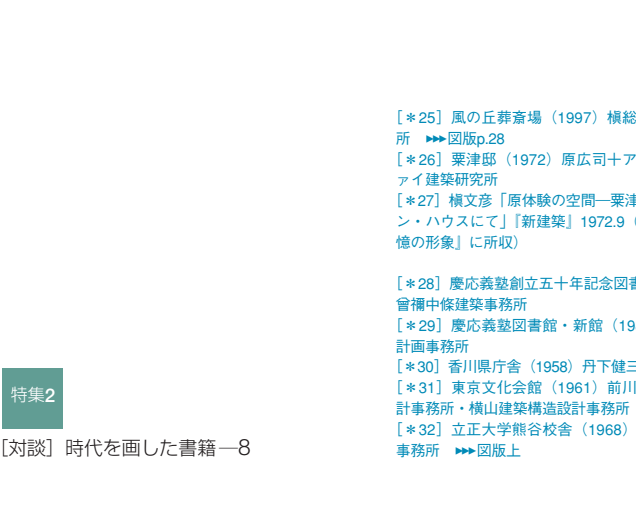 [＊25] 風の丘葬斎場（1997）槇総
所　▸▸▸図版p.28
[＊26] 粟津邸（1972）原広司＋ア
ァイ建築研究所
[＊27] 槇文彦「原体験の空間―粟津
ン・ハウスにて」『新建築』1972.9（
憶の形象』に所収）
[＊28] 慶応義塾創立五十年記念図書
曾禰中條建築事務所
[＊29] 慶応義塾図書館・新館（19
計画事務所
[＊30] 香川県庁舎（1958）丹下健三
[＊31] 東京文化会館（1961）前川
計事務所・横山建築構造設計事務所
[＊32] 立正大学熊谷校舎（1968）
事務所　▸▸▸図版上
特集2
［対談］時代を画した書籍―8